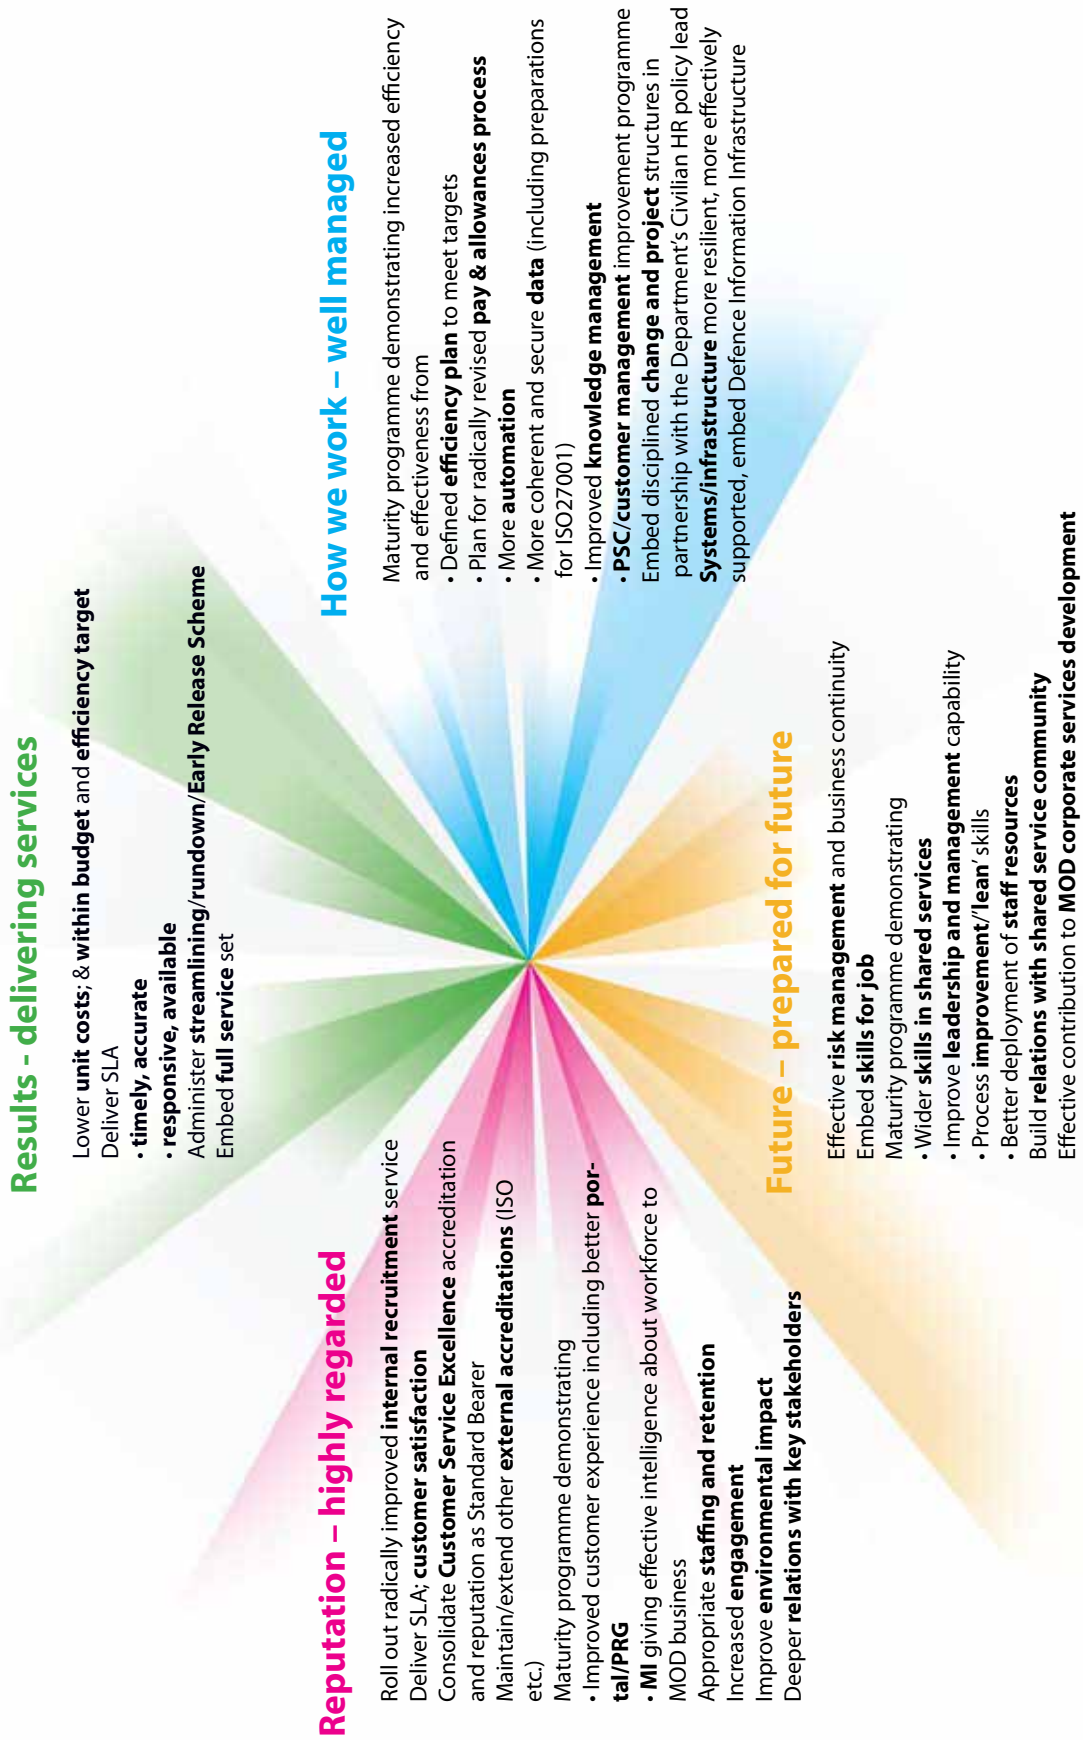 Results - delivering services
Lower unit costs; & within budget and efficiency target
Deliver SLA
• timely, accurate
• responsive, available
Administer streamlining/rundown/Early Release Scheme
Embed full service set
Reputation – highly regarded
Roll out radically improved internal recruitment service
Deliver SLA; customer satisfaction
Consolidate Customer Service Excellence accreditation
and reputation as Standard Bearer
Maintain/extend other external accreditations (ISO
etc.)
Maturity programme demonstrating
• Improved customer experience including better por-
tal/PRG
• MI giving effective intelligence about workforce to
MOD business
Appropriate staffing and retention
Increased engagement
Improve environmental impact
Deeper relations with key stakeholders
How we work – well managed
Maturity programme demonstrating increased efficiency
and effectiveness from
• Defined efficiency plan to meet targets
• Plan for radically revised pay & allowances process
• More automation
• More coherent and secure data (including preparations
for ISO27001)
• Improved knowledge management
• PSC/customer management improvement programme
Embed disciplined change and project structures in
partnership with the Department's Civilian HR policy lead
Systems/infrastructure more resilient, more effectively
supported, embed Defence Information Infrastructure
Future – prepared for future
Effective risk management and business continuity
Embed skills for job
Maturity programme demonstrating
• Wider skills in shared services
• Improve leadership and management capability
• Process improvement/'lean' skills
• Better deployment of staff resources
Build relations with shared service community
Effective contribution to MOD corporate services development